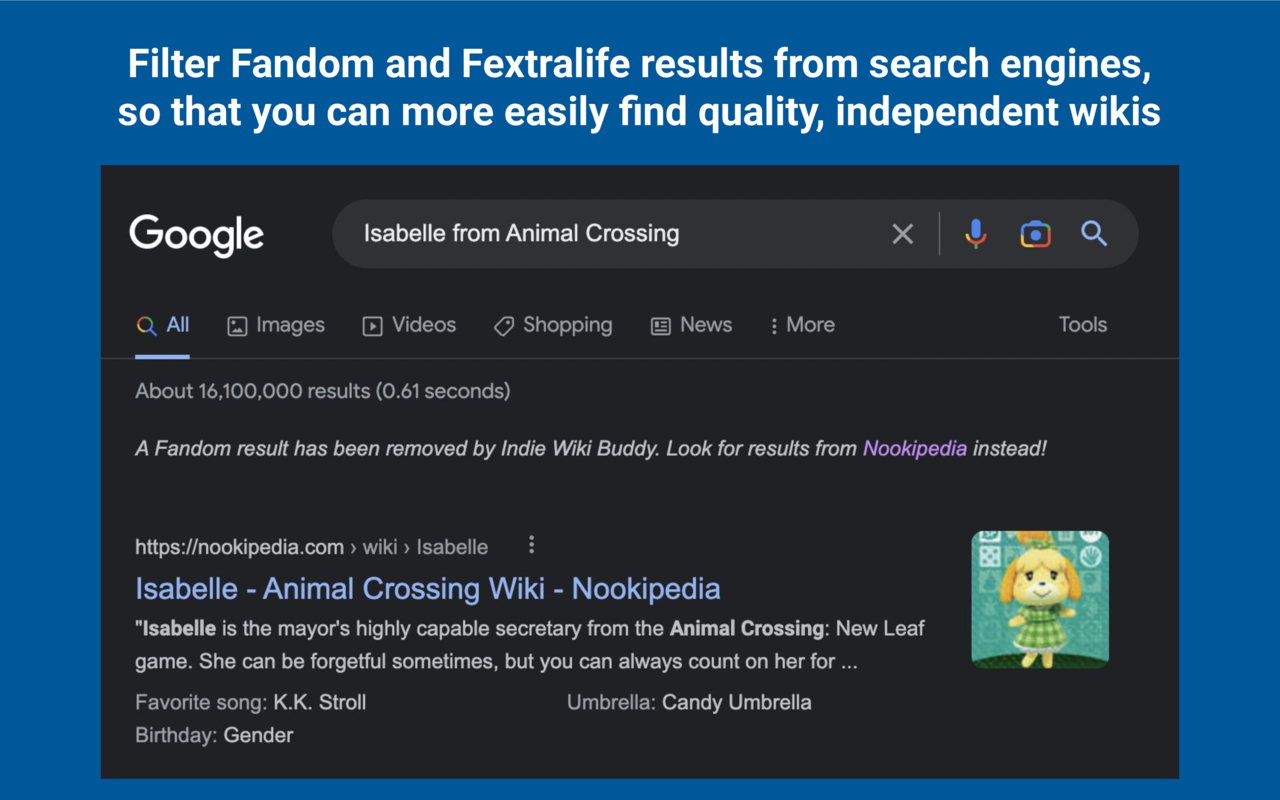 Filter Fandom and Fextralife results from search engines,
so that you can more easily find quality, independent wikis
Google
Isabelle from Animal Crossing
All Images Videos Shopping News More Tools
About 16,100,000 results (0.61 seconds)
A Fandom result has been removed by Indie Wiki Buddy. Look for results from Nookipedia instead!
https://nookipedia.com › wiki › Isabelle
Isabelle - Animal Crossing Wiki - Nookipedia
"Isabelle is the mayor's highly capable secretary from the Animal Crossing: New Leaf
game. She can be forgetful sometimes, but you can always count on her for ...
Favorite song: K.K. Stroll Umbrella: Candy Umbrella
Birthday: Gender